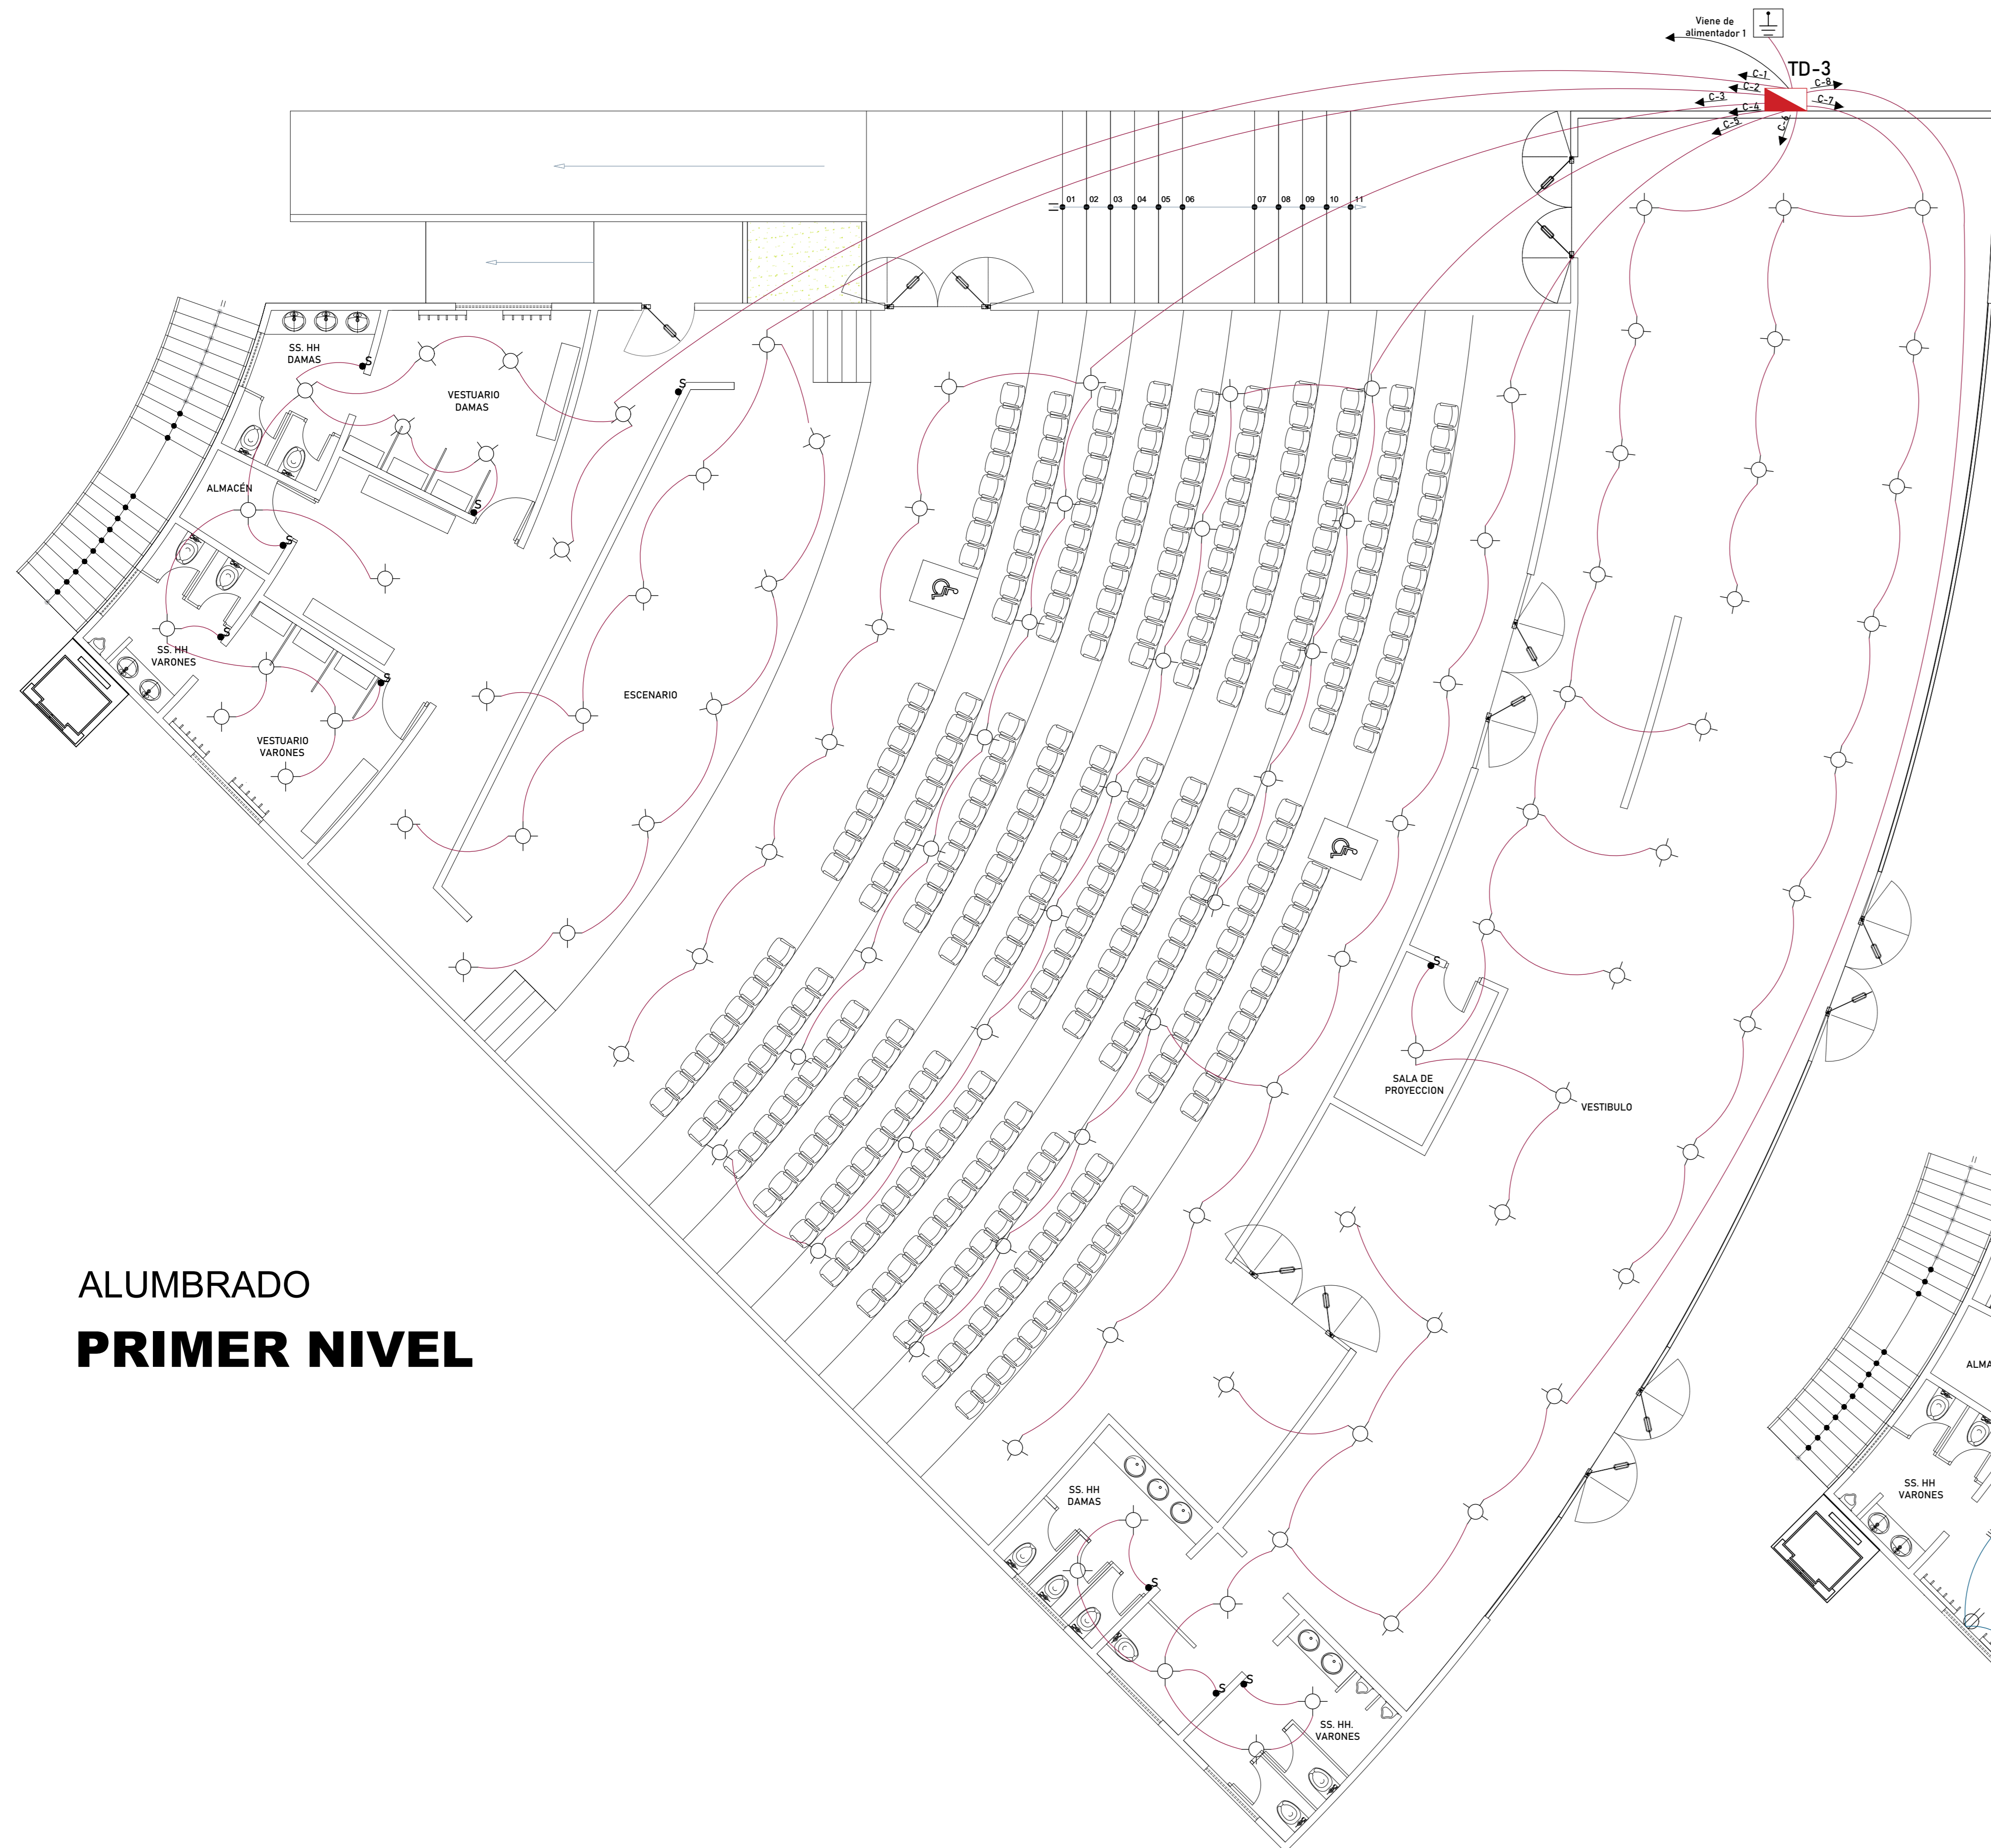 Viene de
alimentador 1
TD-3
C-1
C-2
C-3
C-4
C-5
C-6
C-7
C-8
01 02 03 04 05 06 07 08 09 10 11
SS. HH
DAMAS
S
VESTUARIO
DAMAS
S
S
ALMACÉN
S
S
SS. HH
VARONES
S
VESTUARIO
VARONES
ESCENARIO
S
SALA DE
PROYECCION
VESTIBULO
ALUMBRADO
PRIMER NIVEL
SS. HH
DAMAS
S
S
S
SS. HH.
VARONES
ALMA
SS. HH
VARONES